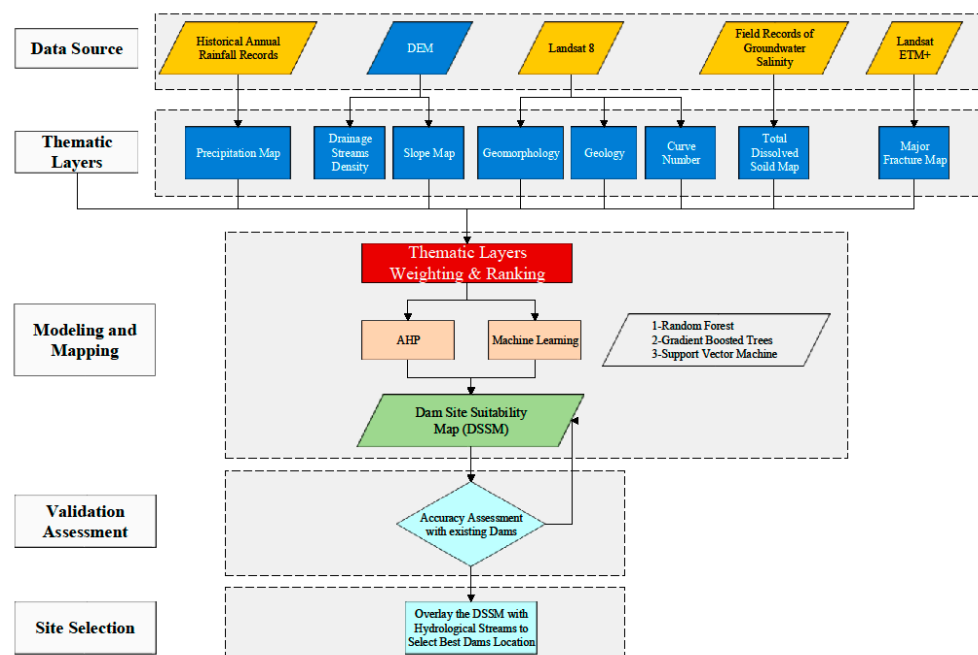 Data Source
Historical Annual
Rainfall Records
DEM
Landsat 8
Field Records of
Groundwater
Salinity
Landsat
ETM+
Thematic
Layers
Precipitation Map
Drainage
Streams
Density
Slope Map
Geomorphology
Geology
Curve
Number
Total
Dissolved
Soild Map
Major
Fracture Map
Thematic Layers
Weighting & Ranking
Modeling and
Mapping
AHP
Machine Learning
1-Random Forest
2-Gradient Boosted Trees
3-Support Vector Machine
Dam Site Suitability
Map (DSSM)
Validation
Assessment
Accuracy Assessment
with existing Dams
Site Selection
Overlay the DSSM with
Hydrological Streams to
Select Best Dams Location